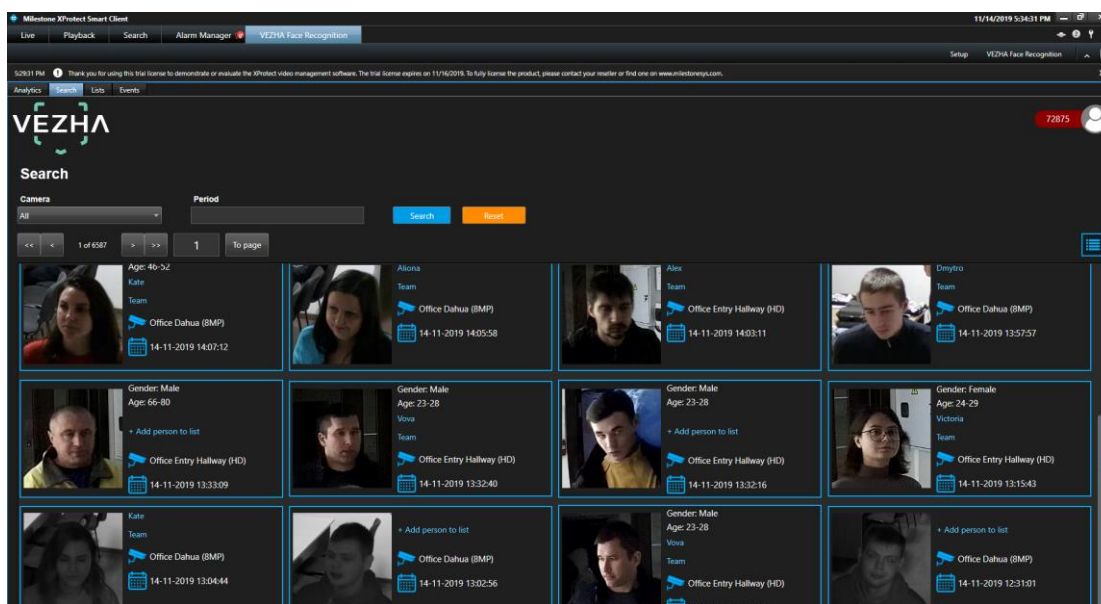 Milestone XProtect Smart Client
11/14/2019 5:34:31 PM
Live Playback Search Alarm Manager VEZHA Face Recognition
Setup VEZHA Face Recognition
5:29:31 PM Thank you for using this trial license to demonstrate or evaluate the XProtect video management software. The trial license expires on 11/16/2019. To fully license the product, please contact your reseller or find one on www.milestonesys.com.
Analytics Search Lists Events
VEZHA
72875
Search
Camera Period
All Search Reset
<< < 1 of 6587 > >> 1 To page
Age: 46-52
Kate
Team
Office Dahua (8MP)
14-11-2019 14:07:12
Aliona
Team
Office Dahua (8MP)
14-11-2019 14:05:58
Alex
Team
Office Entry Hallway (HD)
14-11-2019 14:03:11
Dmytro
Team
Office Dahua (8MP)
14-11-2019 13:57:57
Gender: Male
Age: 66-80
+ Add person to list
Office Entry Hallway (HD)
14-11-2019 13:33:09
Gender: Male
Age: 23-28
Vova
Team
Office Entry Hallway (HD)
14-11-2019 13:32:40
Gender: Male
Age: 23-28
+ Add person to list
Office Entry Hallway (HD)
14-11-2019 13:32:16
Gender: Female
Age: 24-29
Victoria
Team
Office Entry Hallway (HD)
14-11-2019 13:15:43
Kate
Team
Office Dahua (8MP)
14-11-2019 13:04:44
+ Add person to list
Office Dahua (8MP)
14-11-2019 13:02:56
Gender: Male
Age: 23-28
Vova
Team
Office Entry Hallway (HD)
+ Add person to list
Office Dahua (8MP)
14-11-2019 12:31:01